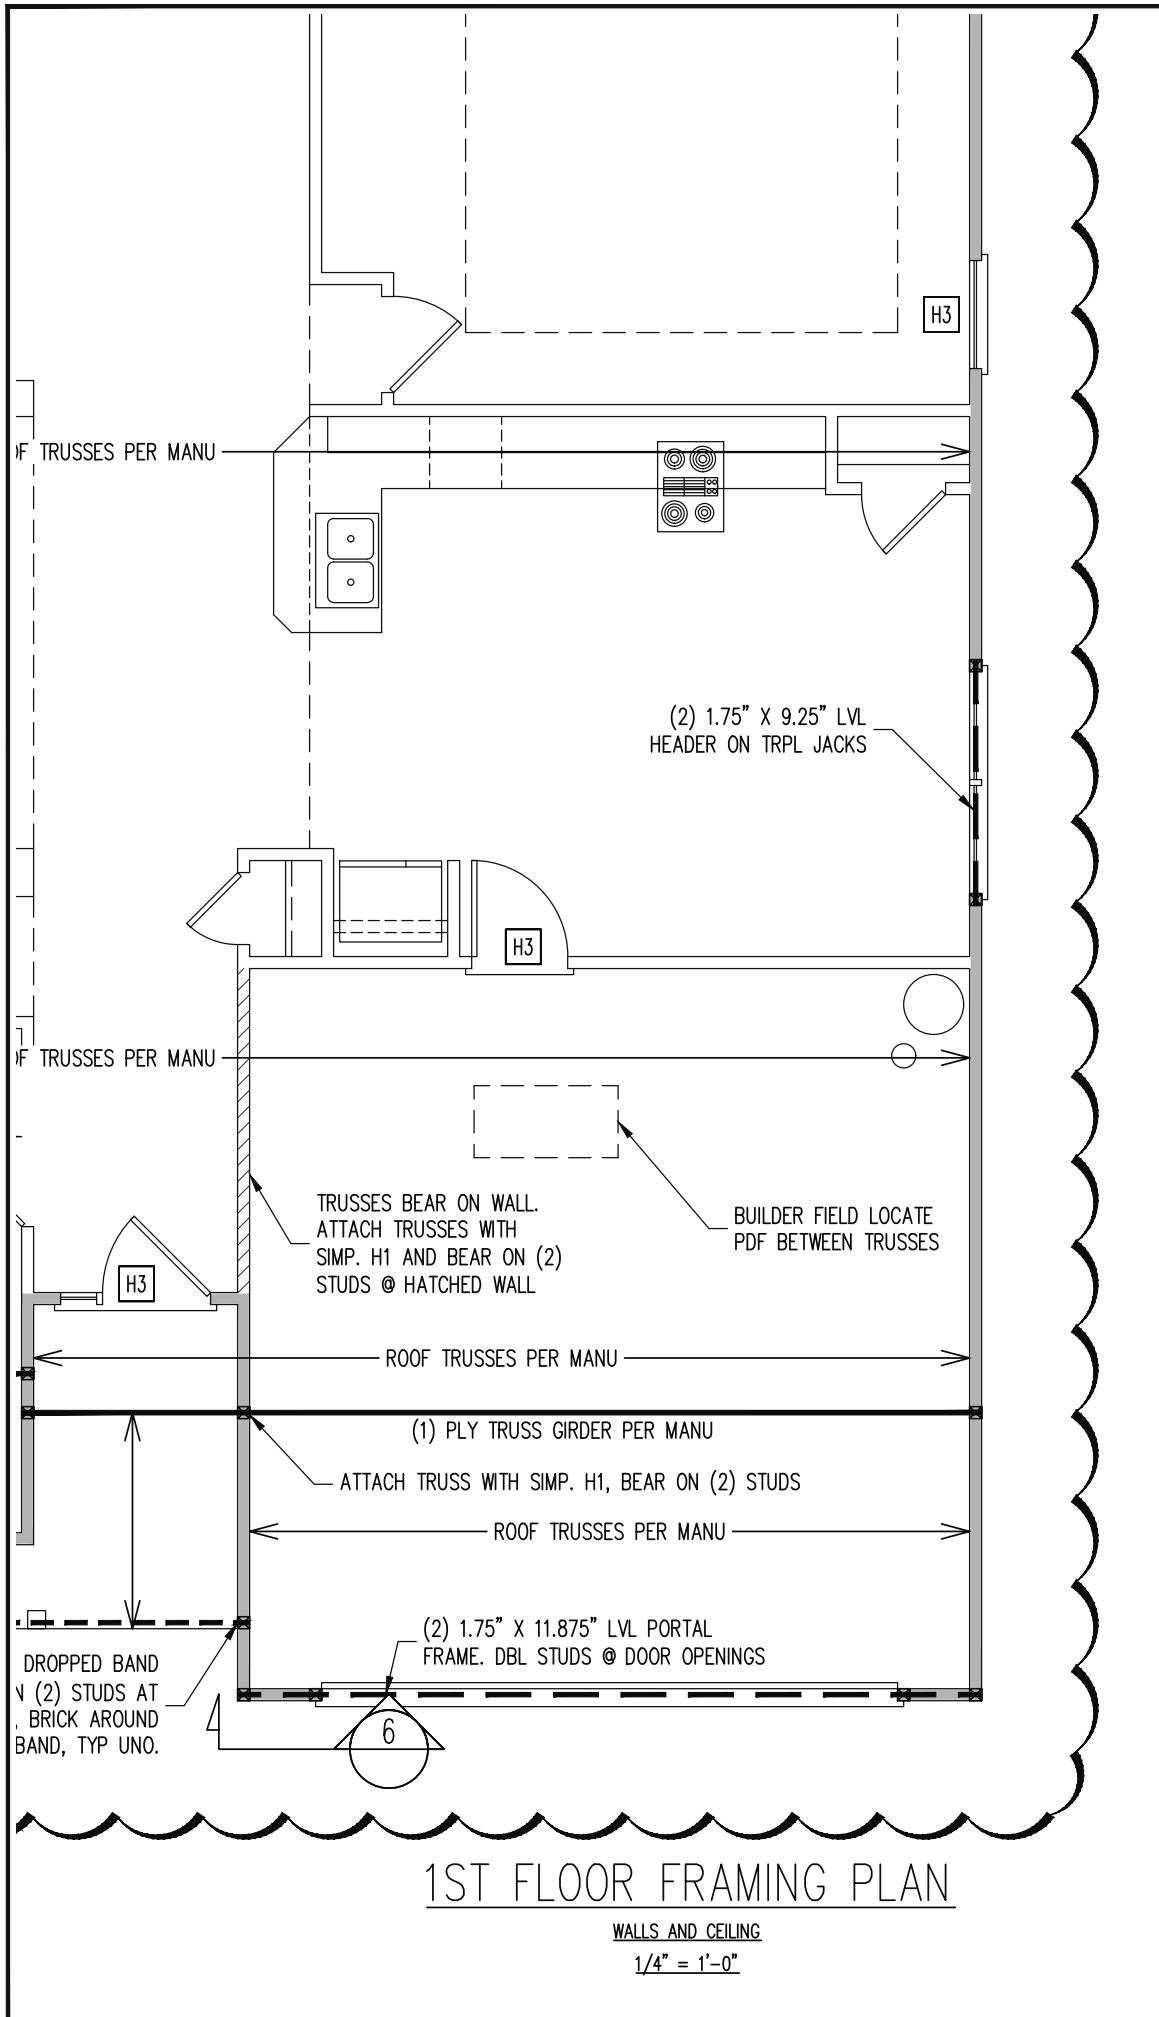 H3
TRUSSES PER MANU
(2) 1.75" X 9.25" LVL
HEADER ON TRPL JACKS
H3
TRUSSES PER MANU
TRUSSES BEAR ON WALL.
ATTACH TRUSSES WITH
SIMP. H1 AND BEAR ON (2)
STUDS @ HATCHED WALL
BUILDER FIELD LOCATE
PDF BETWEEN TRUSSES
H3
ROOF TRUSSES PER MANU
(1) PLY TRUSS GIRDER PER MANU
ATTACH TRUSS WITH SIMP. H1, BEAR ON (2) STUDS
ROOF TRUSSES PER MANU
(2) 1.75" X 11.875" LVL PORTAL
FRAME. DBL STUDS @ DOOR OPENINGS
DROPPED BAND
(2) STUDS AT
BRICK AROUND
BAND, TYP UNO.
6
1ST FLOOR FRAMING PLAN
WALLS AND CEILING
1/4" = 1'-0"